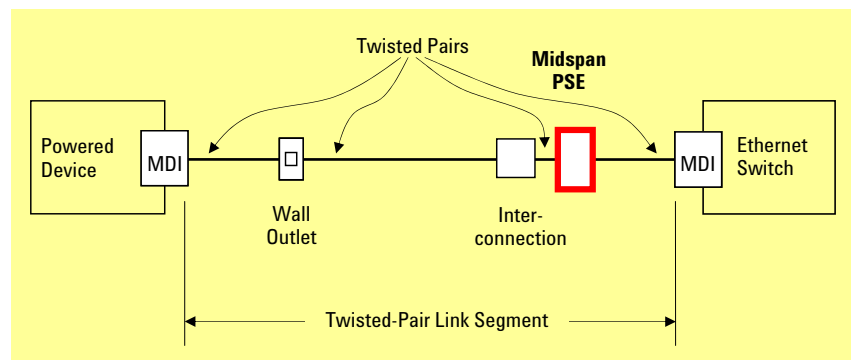 Twisted Pairs
Midspan
PSE
Powered
Device
MDI
MDI
Ethernet
Switch
Wall
Outlet
Inter-
connection
Twisted-Pair Link Segment